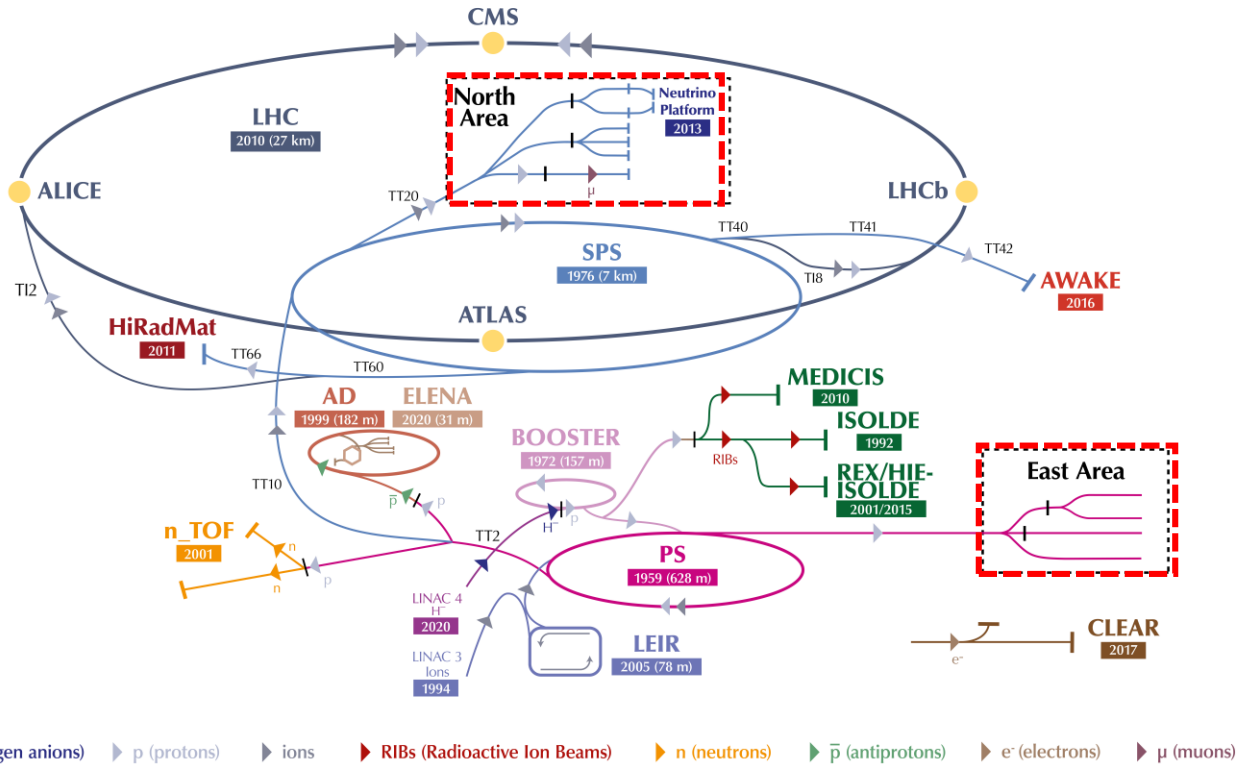 CMS
North
Area
Neutrino
Platform
2013
LHC
2010 (27 km)
μ
ALICE
LHCb
TT20
TT40
TT41
TT42
SPS
1976 (7 km)
TI8
TI2
AWAKE
2016
ATLAS
HiRadMat
2011
TT66
TT60
AD
1999 (182 m)
ELENA
2020 (31 m)
MEDICIS
2010
BOOSTER
1972 (157 m)
ISOLDE
1992
RIBs
REX/HIE-
ISOLDE
2001/2015
East Area
TT10
p̅
p
H⁻
p
n_TOF
2001
n
n
p
TT2
PS
1959 (628 m)
LINAC 4
H⁻
2020
LINAC 3
Ions
1994
LEIR
2005 (78 m)
CLEAR
2017
e⁻
gen anions)
p (protons)
ions
RIBs (Radioactive Ion Beams)
n (neutrons)
p̅ (antiprotons)
e⁻ (electrons)
μ (muons)